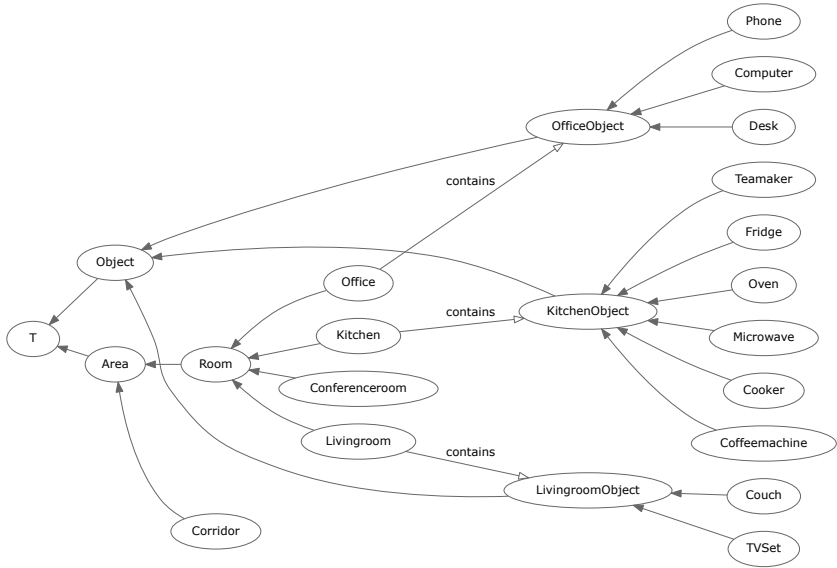 Phone
Computer
OfficeObject
Desk
contains
Teamaker
Fridge
Object
Office
Oven
contains
KitchenObject
Kitchen
T
Microwave
Area
Room
Conferenceroom
Cooker
Livingroom
Coffeemachine
contains
LivingroomObject
Couch
Corridor
TVSet